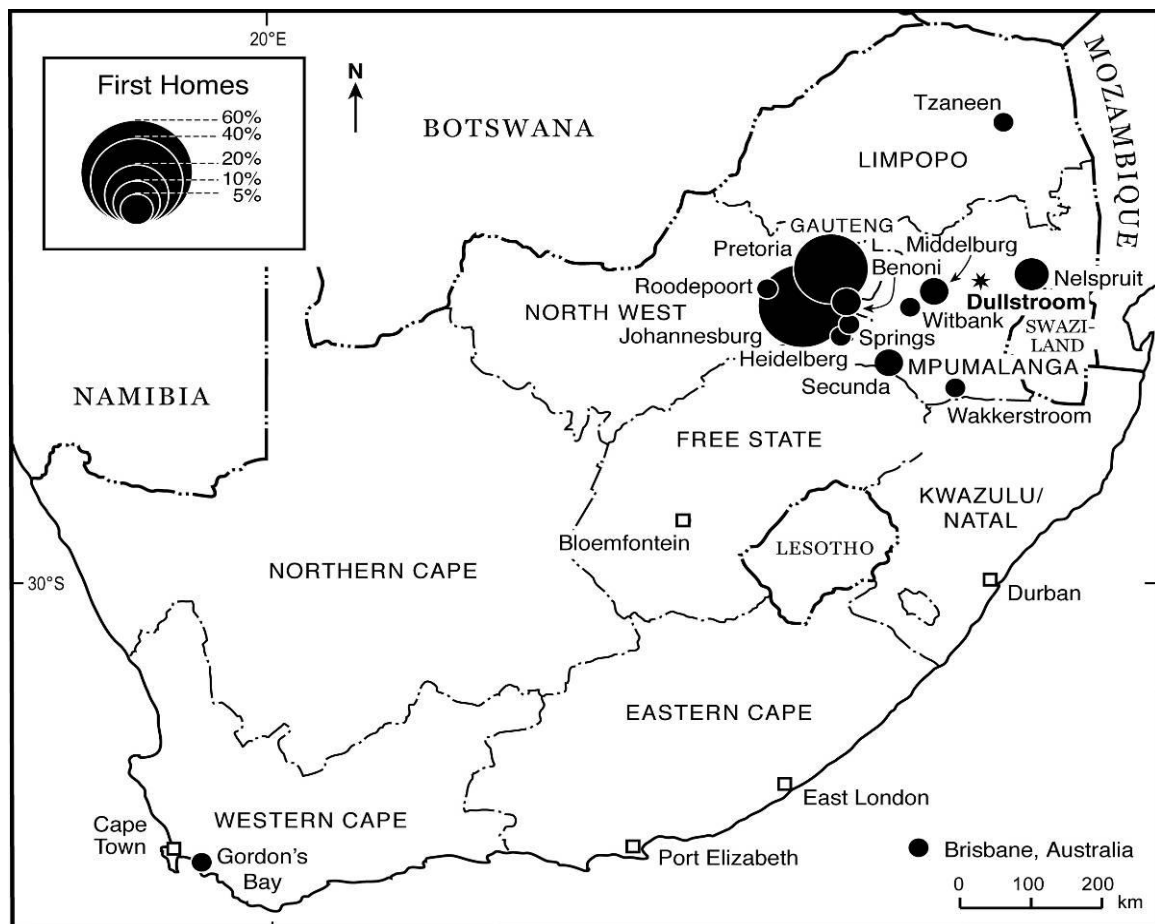 20°E
First Homes
60%
40%
20%
10%
5%
N
BOTSWANA
MOZAMBIQUE
Tzaneen
LIMPOPO
GAUTENG
Pretoria
Middelburg
Benoni
Roodepoort
Nelspruit
Dullstroom
NORTH WEST
Witbank
SWAZI-
LAND
Johannesburg
Springs
Heidelberg
MPUMALANGA
Secunda
Wakkerstroom
NAMIBIA
FREE STATE
KWAZULU/
NATAL
Bloemfontein
LESOTHO
NORTHERN CAPE
30°S
Durban
EASTERN CAPE
East London
WESTERN CAPE
Cape
Town
Gordon's
Bay
Port Elizabeth
Brisbane, Australia
0 100 200
km